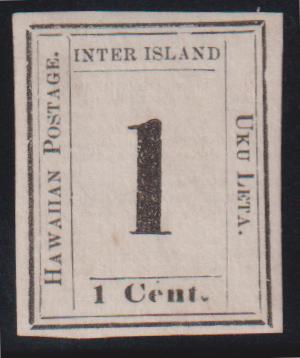 INTER ISLAND
HAWAIIAN POSTAGE.
1
UKU LETA.
1 Cent.